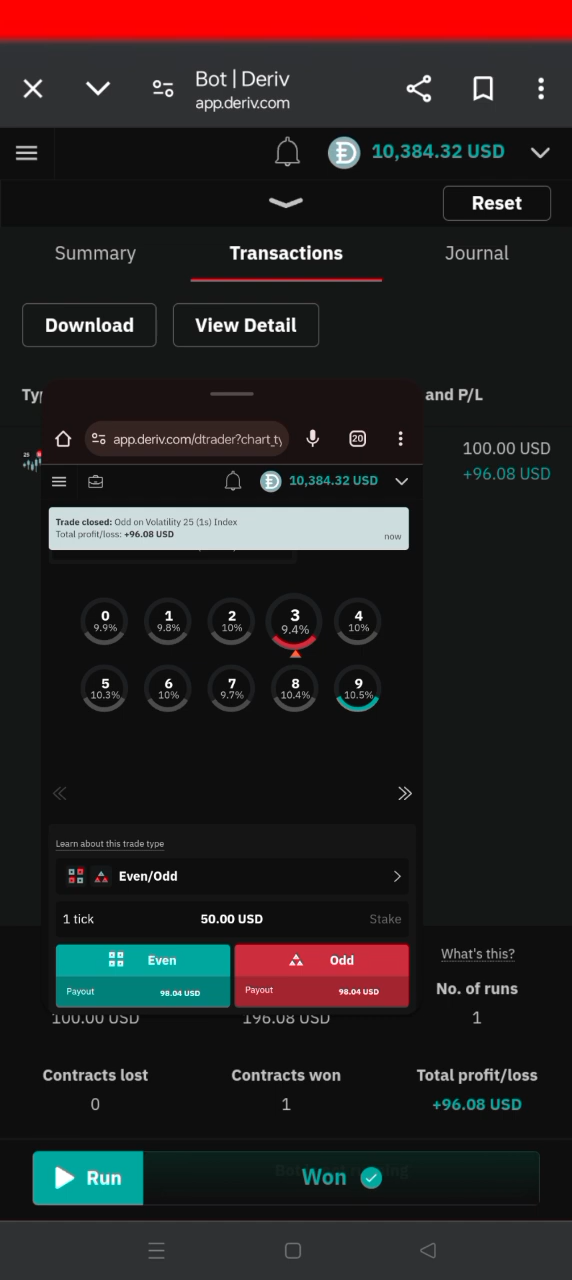 Bot | Deriv
app.deriv.com
10,384.32 USD
Reset
Summary Transactions Journal
Download View Detail
Ty and P/L
25
100.00 USD
+96.08 USD
app.deriv.com/dtrader?chart_ty
20
10,384.32 USD
Trade closed: Odd on Volatility 25 (1s) Index
Total profit/loss: +96.08 USD
now
0 1 2 3 4
9.9% 9.8% 10% 9.4% 10%
5 6 7 8 9
10.3% 10% 9.7% 10.4% 10.5%
Learn about this trade type
Even/Odd
1 tick 50.00 USD Stake
Even Odd
Payout 98.04 USD Payout 98.04 USD
What's this?
No. of runs
100.00 USD 196.08 USD 1
Contracts lost Contracts won Total profit/loss
0 1 +96.08 USD
Run Won